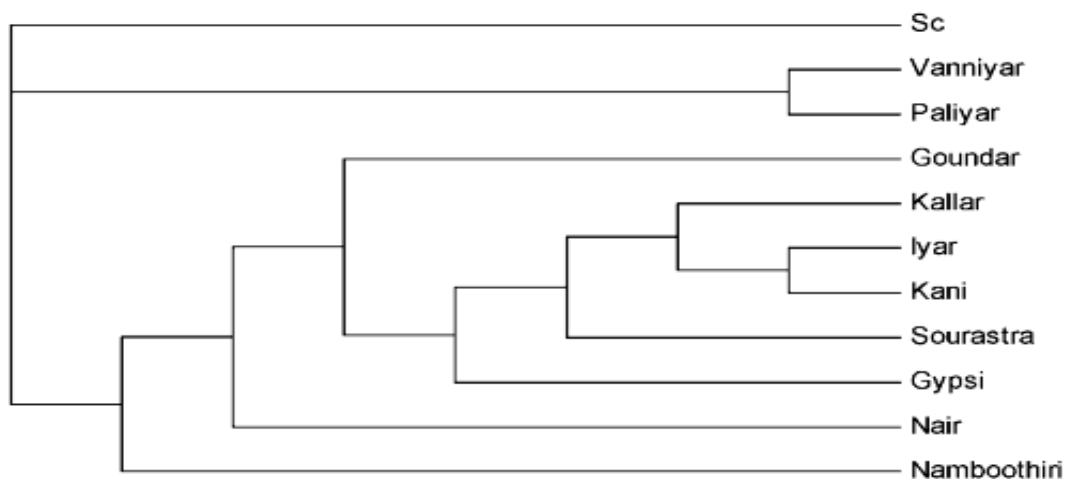 Sc
Vanniyar
Paliyar
Goundar
Kallar
Iyar
Kani
Sourastra
Gypsi
Nair
Namboothiri